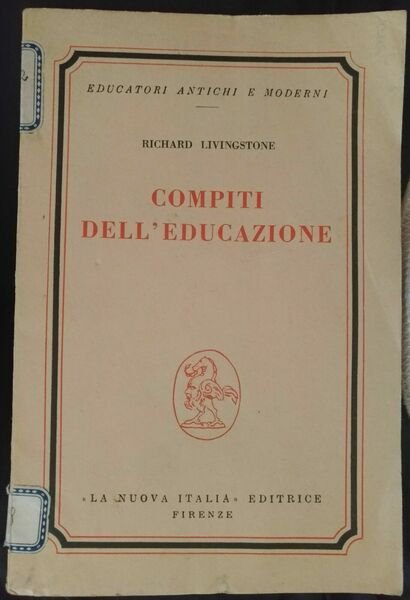 EDUCATORI ANTICHI E MODERNI
RICHARD LIVINGSTONE
COMPITI
DELL'EDUCAZIONE
«LA NUOVA ITALIA» EDITRICE
FIRENZE